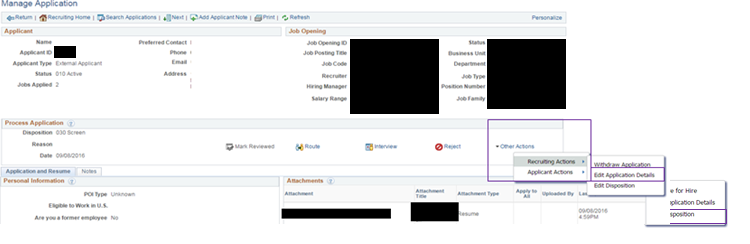 Manage Application
Return | Recruiting Home | Search Applications | Next | Add Applicant Note | Print | Refresh
Personalize
Applicant
Name
Applicant ID
Applicant Type External Applicant
Status 010 Active
Jobs Applied 2
Preferred Contact
Phone
Email
Address
Job Opening
Job Opening ID
Job Posting Title
Job Code
Recruiter
Hiring Manager
Salary Range
Status
Business Unit
Department
Job Type
Position Number
Job Family
Process Application
Disposition 030 Screen
Reason
Date 09/08/2016
Mark Reviewed
Route
Interview
Reject
Other Actions
Recruiting Actions
Applicant Actions
Withdraw Application
Edit Application Details
Edit Disposition
e for Hire
plication Details
sposition
Application and Resume
Notes
Personal Information
POI Type Unknown
Eligible to Work in U.S.
Are you a former employee No
Attachments
Attachment
Attachment Title
Attachment Type
Apply to All
Uploaded By
Las
Resume
09/08/2016
4:59PM